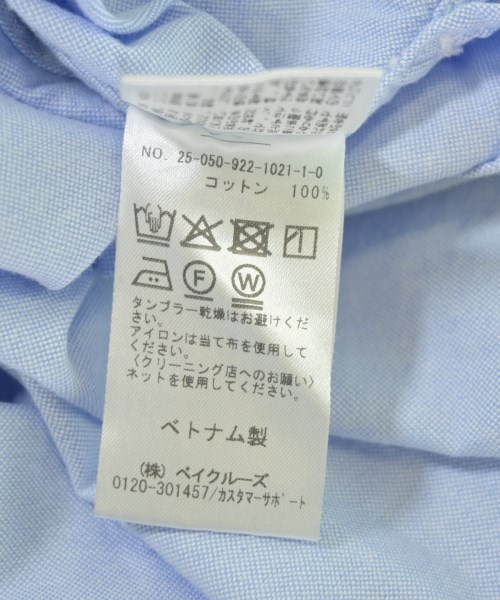 NO. 25-050-922-1021-1-0
コットン 100%
F W
タンブラー乾燥はお避けくだ
さい。
アイロンは当て布を使用して
ください。
〈クリーニング店へのお願い〉
ネットを使用してください。
ベトナム製
(株) ベイクルーズ
0120-301457/カスタマーサポート